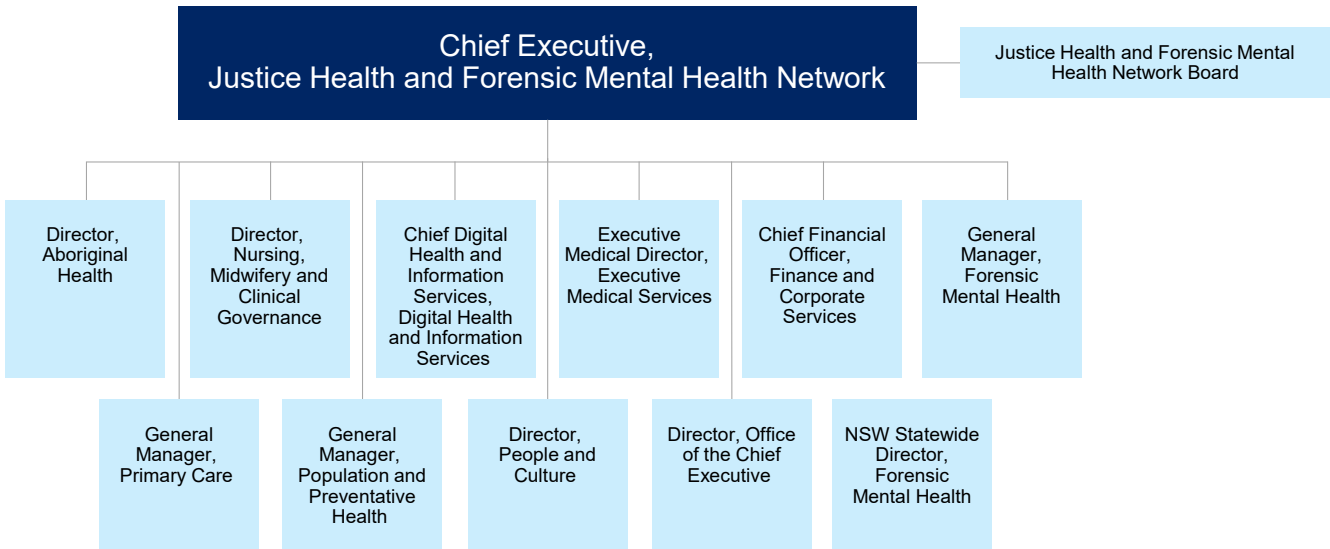 Chief Executive,
Justice Health and Forensic Mental Health Network
Justice Health and Forensic Mental
Health Network Board
Director,
Aboriginal
Health
Director,
Nursing,
Midwifery and
Clinical
Governance
Chief Digital
Health and
Information
Services,
Digital Health
and Information
Services
Executive
Medical Director,
Executive
Medical Services
Chief Financial
Officer,
Finance and
Corporate
Services
General
Manager,
Forensic
Mental Health
General
Manager,
Primary Care
General
Manager,
Population and
Preventative
Health
Director,
People and
Culture
Director, Office
of the Chief
Executive
NSW Statewide
Director,
Forensic
Mental Health